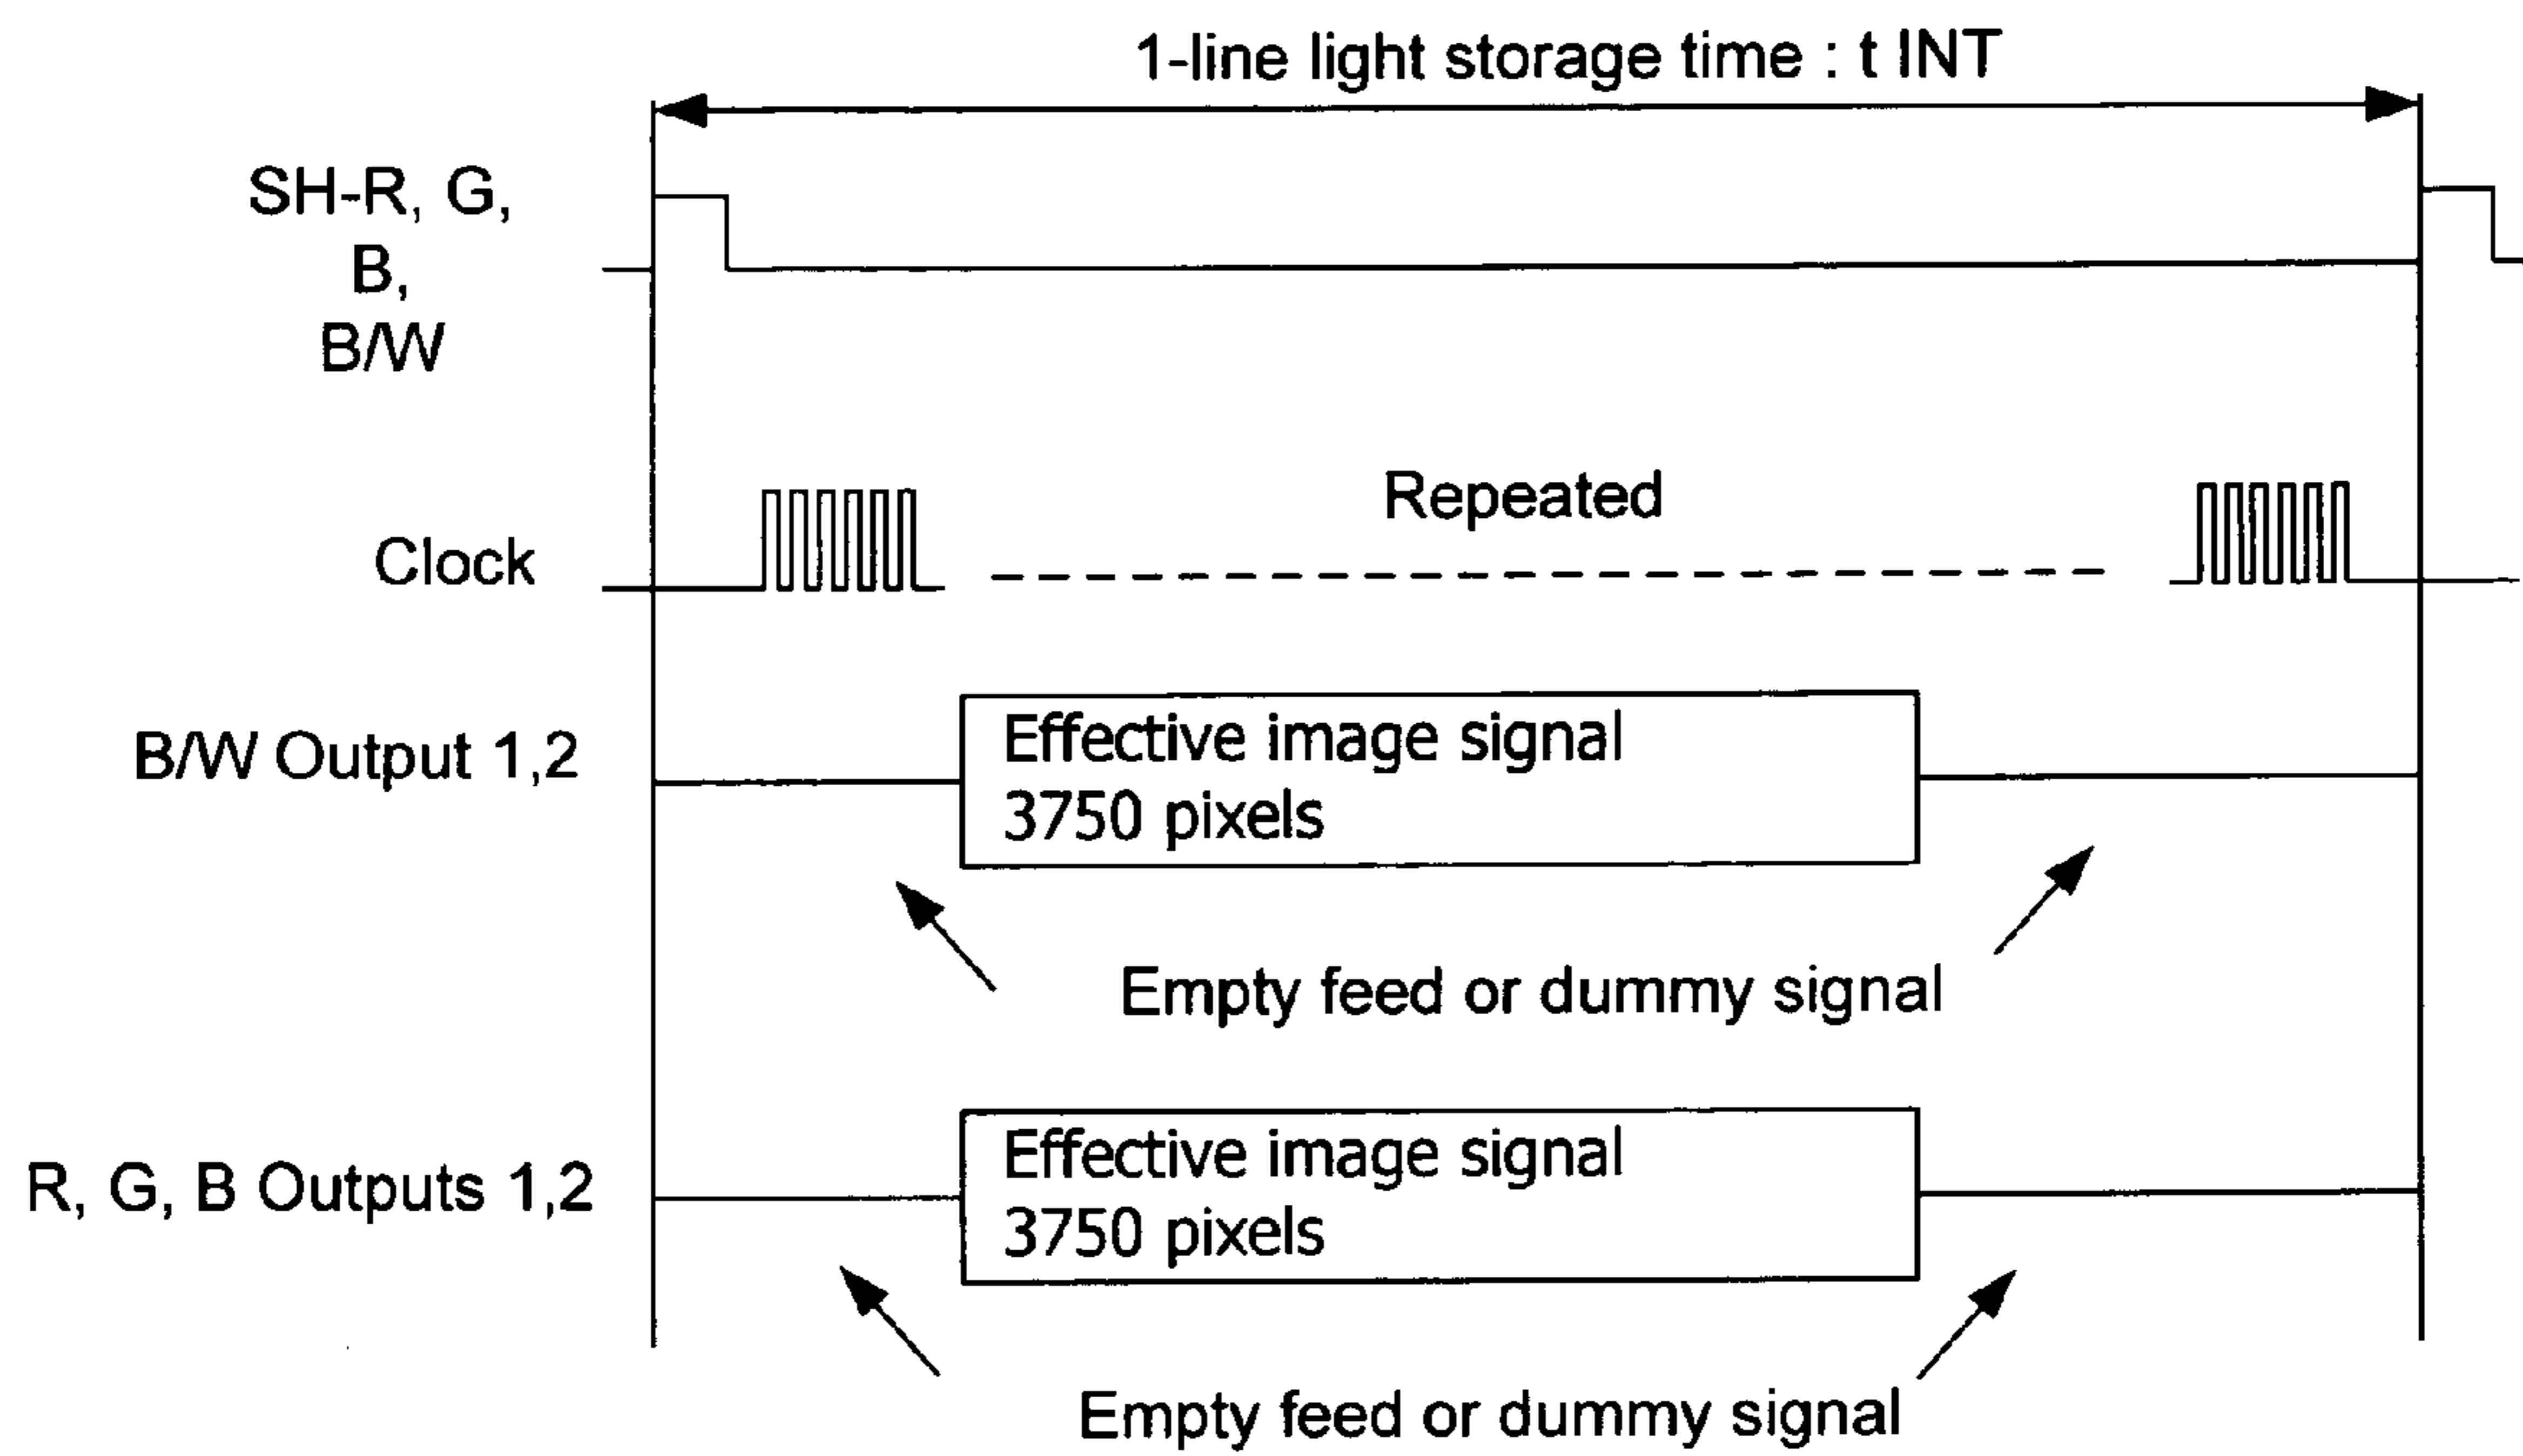 1-line light storage time : t INT
SH-R, G,
B,
B/W
Repeated
Clock
B/W Output 1,2
Effective image signal
3750 pixels
Empty feed or dummy signal
R, G, B Outputs 1,2
Effective image signal
3750 pixels
Empty feed or dummy signal